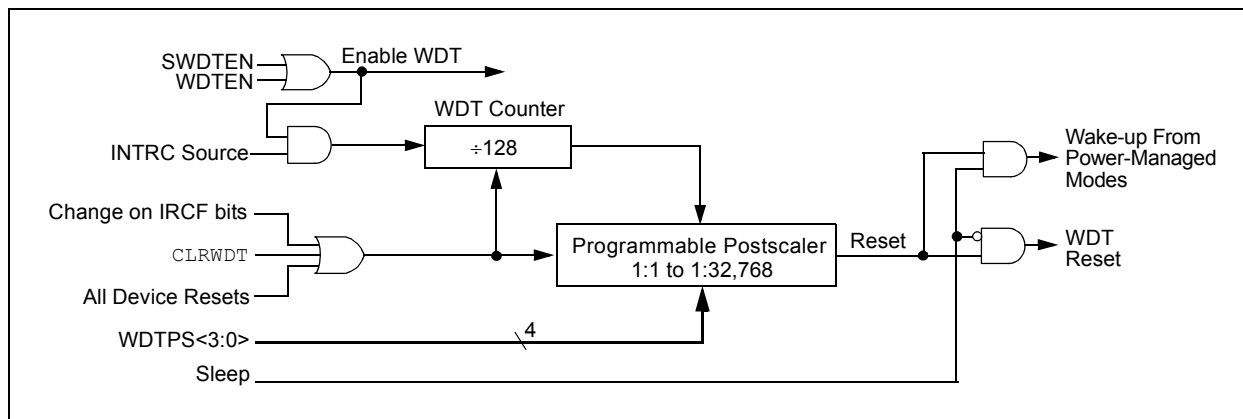 SWDTEN
WDTEN
Enable WDT
WDT Counter
÷128
INTRC Source
Wake-up From
Power-Managed
Modes
Change on IRCF bits
CLRWDT
All Device Resets
Programmable Postscaler
1:1 to 1:32,768
Reset
WDT
Reset
WDTPS<3:0>
4
Sleep